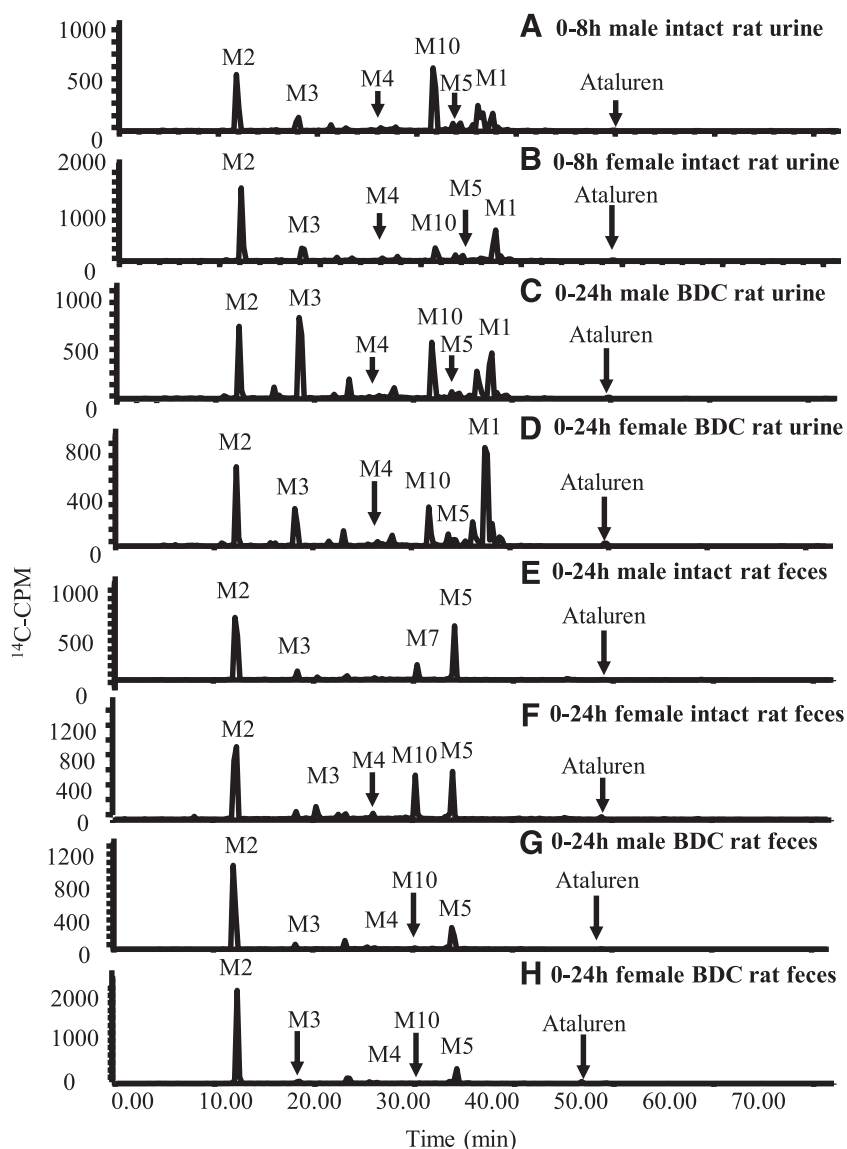 A 0-8h male intact rat urine
1000
500
0
M2
M3
M4
M10
M5
M1
Ataluren
B 0-8h female intact rat urine
2000
1000
0
M2
M3
M4
M10
M5
M1
Ataluren
C 0-24h male BDC rat urine
1000
500
0
M2
M3
M4
M10
M5
M1
Ataluren
D 0-24h female BDC rat urine
800
400
0
M2
M3
M4
M10
M5
M1
Ataluren
E 0-24h male intact rat feces
1000
500
0
M2
M3
M7
M5
Ataluren
F 0-24h female intact rat feces
1200
800
400
0
M2
M3
M4
M10
M5
Ataluren
G 0-24h male BDC rat feces
1200
800
400
0
M2
M3
M4
M10
M5
Ataluren
H 0-24h female BDC rat feces
2000
1000
0
M2
M3
M4
M10
M5
Ataluren
¹⁴C-CPM
0.00 10.00 20.00 30.00 40.00 50.00 60.00 70.00
Time (min)